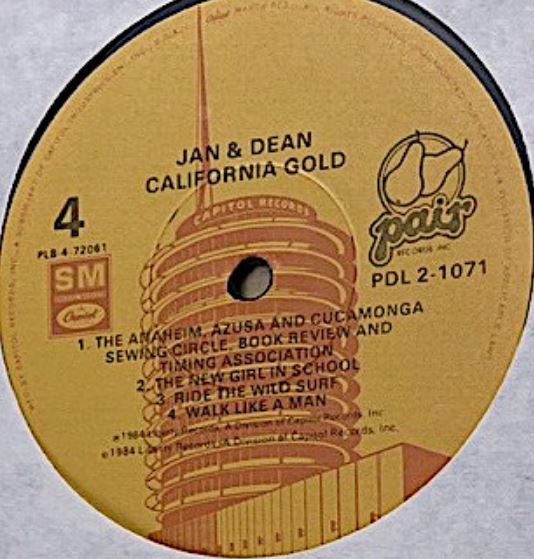 JAN & DEAN
CALIFORNIA GOLD
CAPITOL RECORDS
4
PLB-4-72061
SM
Capitol
pair
RECORDS INC.
PDL 2-1071
1. THE ANAHEIM, AZUSA AND CUCAMONGA
SEWING CIRCLE, BOOK REVIEW AND
TIMING ASSOCIATION
2. THE NEW GIRL IN SCHOOL
3. RIDE THE WILD SURF
4. WALK LIKE A MAN
℗1984 Liberty Records, A Division of Capitol Records, Inc.
©1984 Liberty Records, A Division of Capitol Records, Inc.